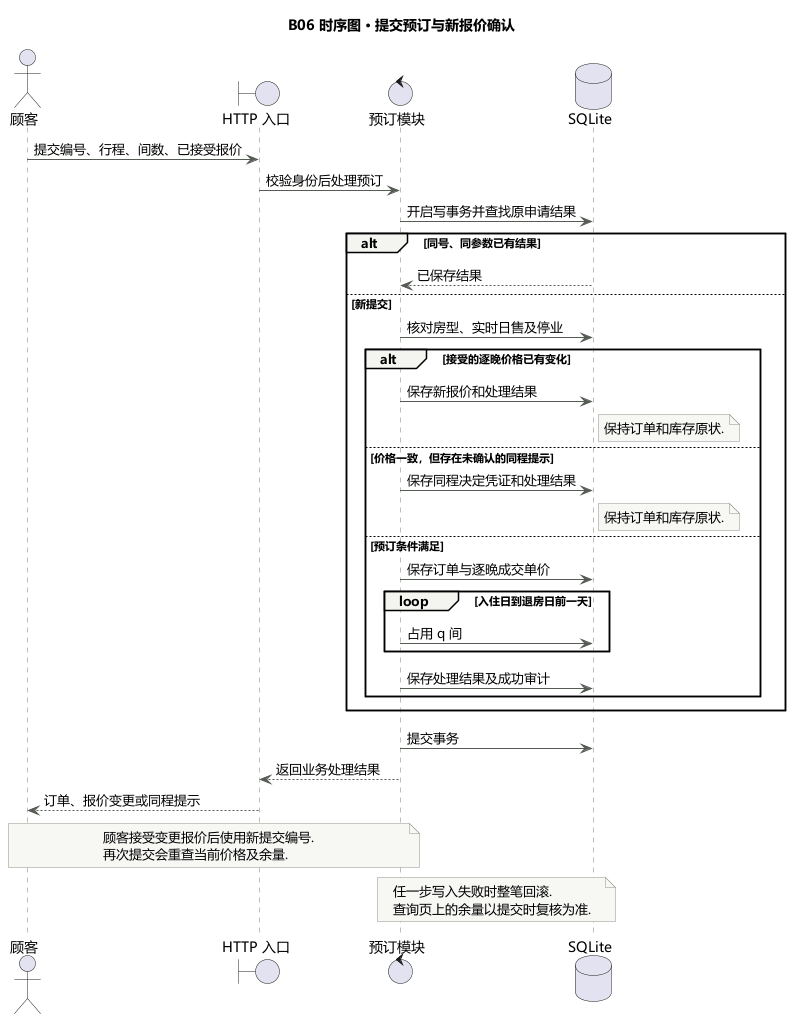 B06 时序图・提交预订与新报价确认
顾客
HTTP 入口
预订模块
SQLite
提交编号、行程、间数、已接受报价
校验身份后处理预订
开启写事务并查找原申请结果
alt
[同号、同参数已有结果]
已保存结果
[新提交]
核对房型、实时日售及停业
alt
[接受的逐晚价格已有变化]
保存新报价和处理结果
保持订单和库存原状.
[价格一致，但存在未确认的同程提示]
保存同程决定凭证和处理结果
保持订单和库存原状.
[预订条件满足]
保存订单与逐晚成交单价
loop
[入住日到退房日前一天]
占用 q 间
保存处理结果及成功审计
提交事务
返回业务处理结果
订单、报价变更或同程提示
顾客接受变更报价后使用新提交编号.
再次提交会重查当前价格及余量.
任一步写入失败时整笔回滚.
查询页上的余量以提交时复核为准.
顾客
HTTP 入口
预订模块
SQLite